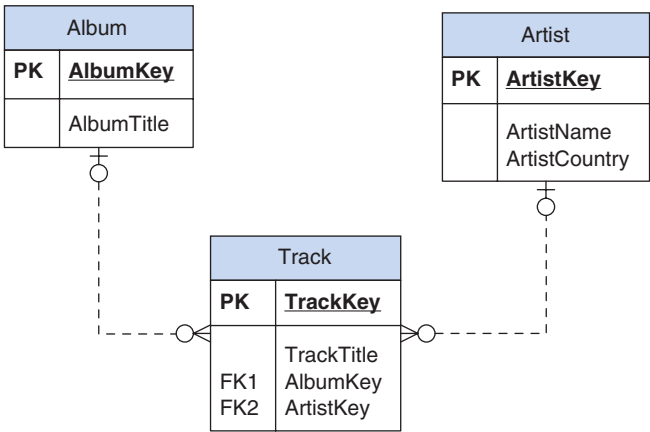 Album
PK AlbumKey
AlbumTitle
Artist
PK ArtistKey
ArtistName
ArtistCountry
Track
PK TrackKey
TrackTitle
FK1 AlbumKey
FK2 ArtistKey